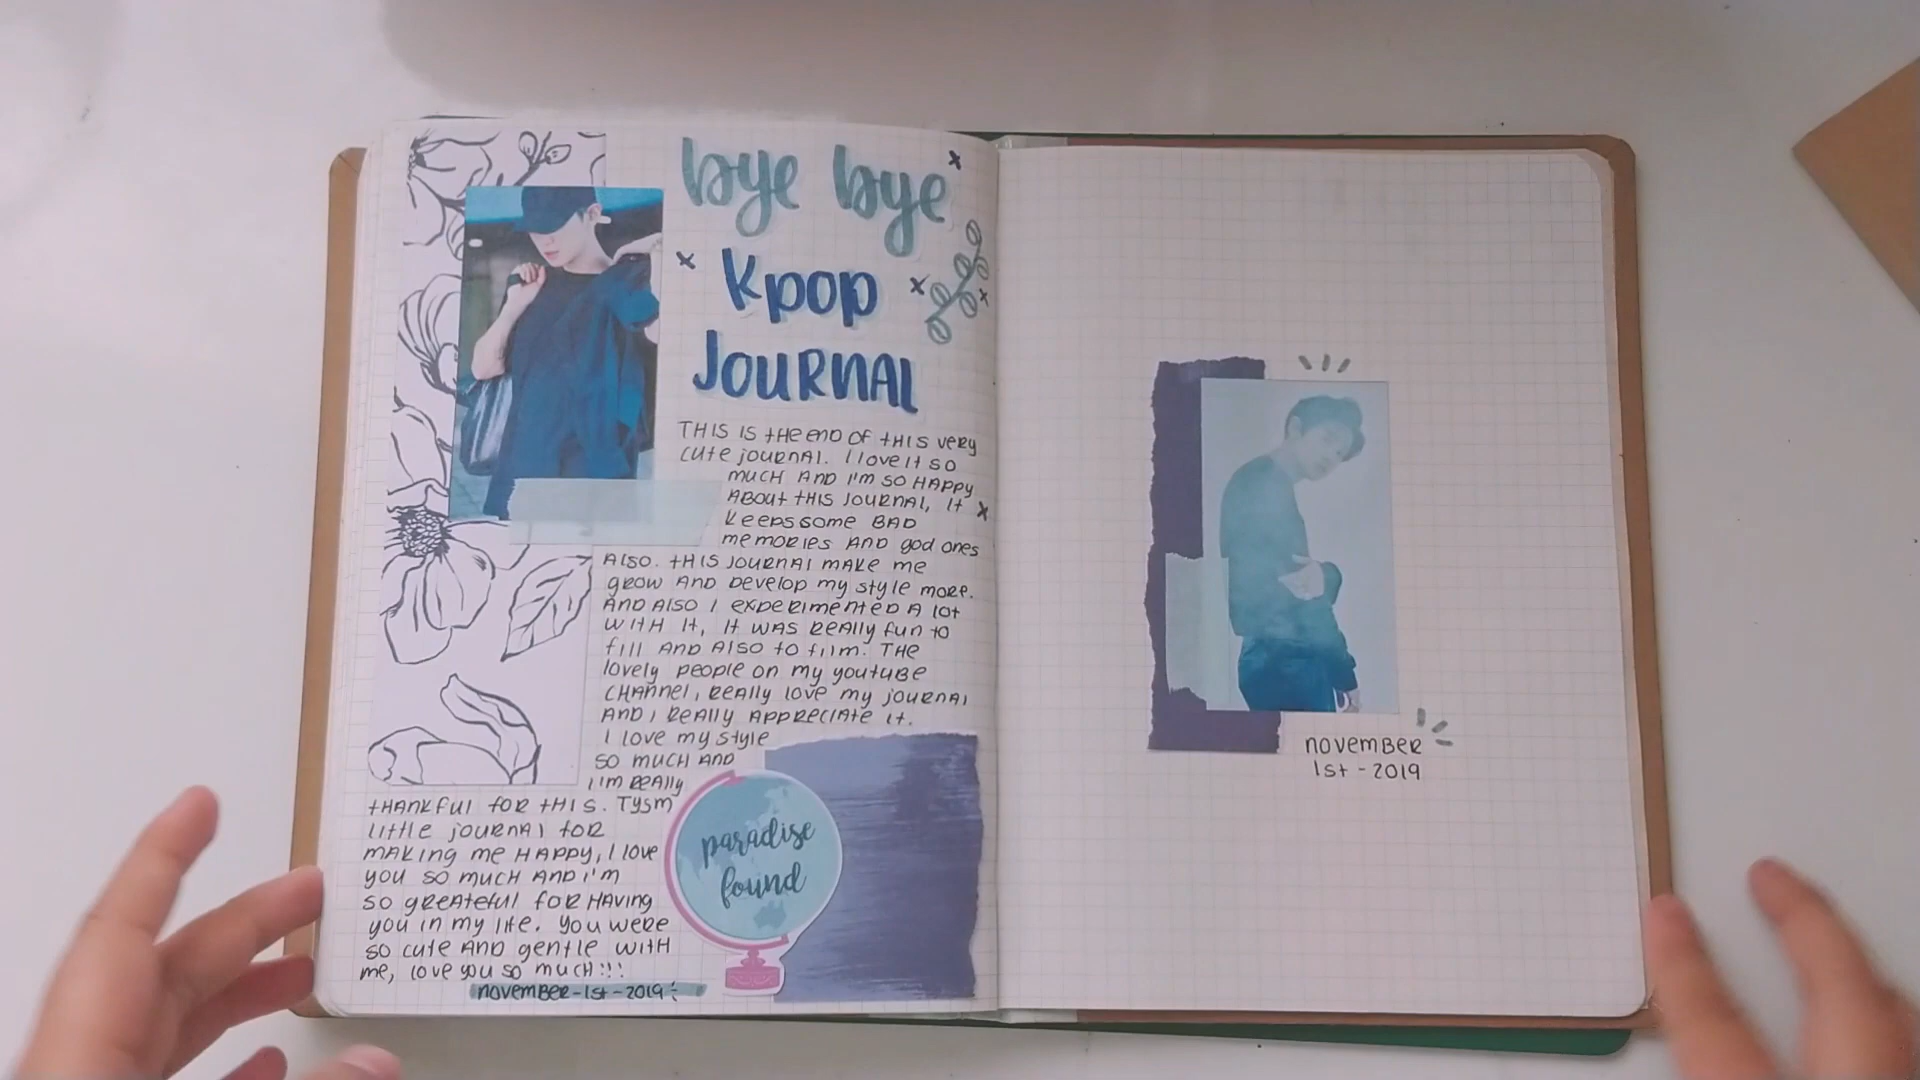 bye bye
Kpop
JOURNAL
THIS IS tHE END OF tHIS VERY
CUTE JOURNAL. I LOVE It SO
MUCH AND I'M SO HAPPY
ABOUT tHIS JOURNAL, It
KEEPS SOME BAD
MEMORIES AND god ONES
ALSO. tHIS JOURNAL MAKE ME
GROW AND DEVELOP MY STYLE MORE.
AND ALSO I EXPERIMENTED A LOt
WITH It, It WAS REALLY fun to
fill AND ALSO to film. THE
lovely people on my youtube
CHANNEL, REALLY LOVE MY JOURNAL
AND I REALLY APPRECIATE It.
I LOVE MY STYLE
SO MUCH AND
I'M REALLY
tHANKFUL FOR tHIS. TYSM
LITTLE JOURNAL FOR
MAKING ME HAPPY, I LOVE
YOU SO MUCH AND I'M
SO GREATEFUL FOR HAVING
YOU IN MY LIFE. YOU WERE
SO CUTE AND GENTLE WITH
ME, LOVE YOU SO MUCH!!!
NOVEMBER-1st-2019
paradise
found
NOVEMBER
1st-2019